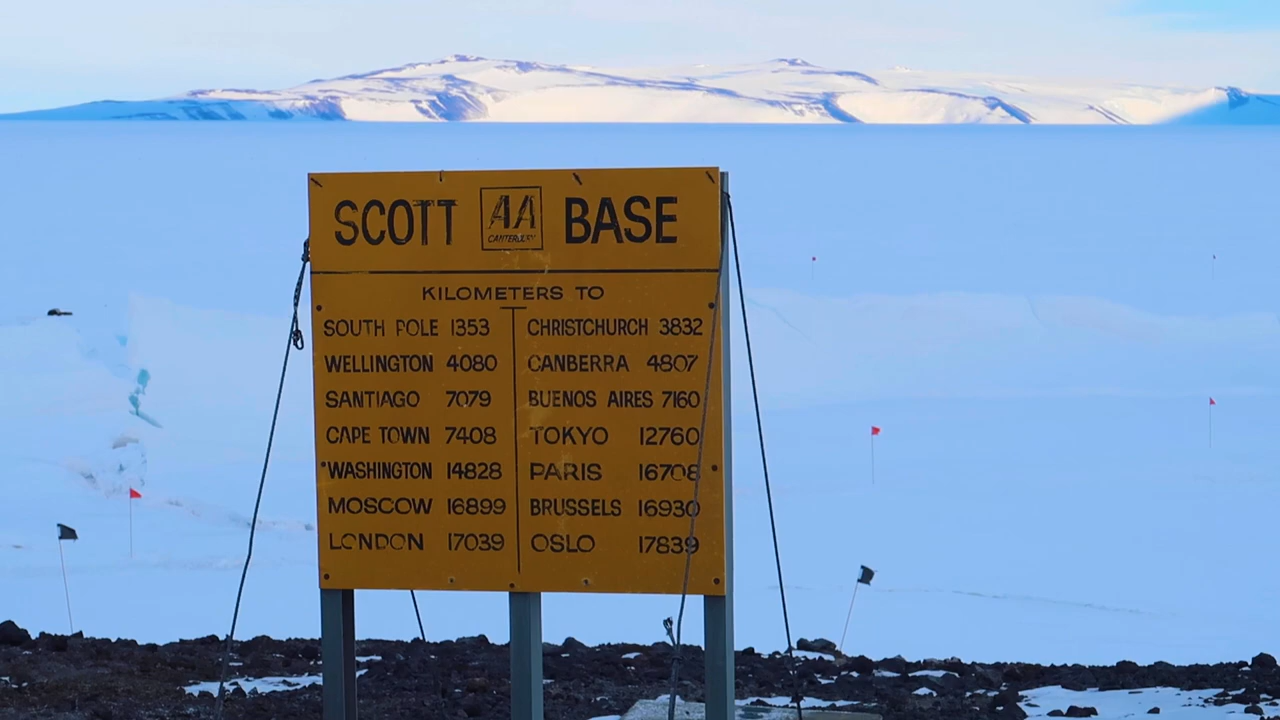 SCOTT AA BASE
CANTERBURY
KILOMETERS TO
SOUTH POLE 1353
WELLINGTON 4080
SANTIAGO 7079
CAPE TOWN 7408
WASHINGTON 14828
MOSCOW 16899
LONDON 17039
CHRISTCHURCH 3832
CANBERRA 4807
BUENOS AIRES 7160
TOKYO 12760
PARIS 16708
BRUSSELS 16930
OSLO 17839